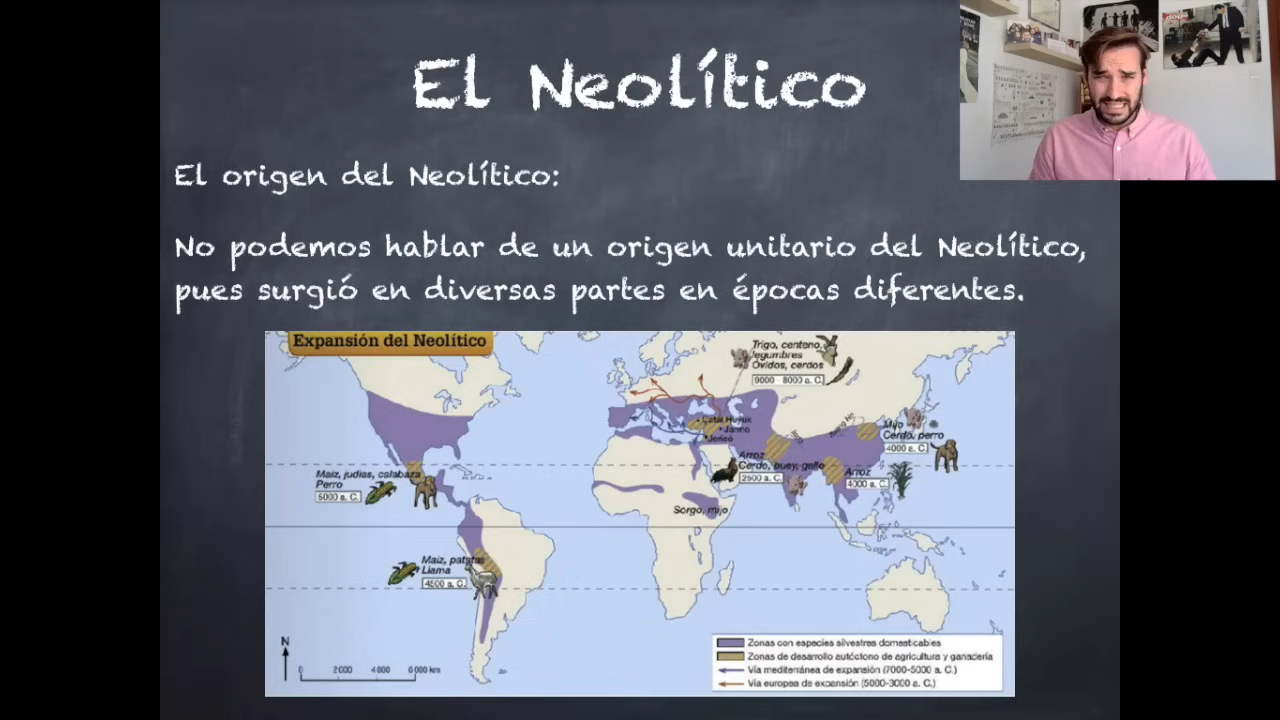 El Neolítico
El origen del Neolítico:
No podemos hablar de un origen unitario del Neolítico,
pues surgió en diversas partes en épocas diferentes.
Expansión del Neolítico
Trigo, centeno,
legumbres
Óvidos, cerdos
9000 - 8000 a. C.
Catal Huyuk
Jarmo
Jericó
Mijo
Cerdo, perro
4000 a. C.
Arroz
Cerdo, buey, gallo
2500 a. C.
Arroz
4000 a. C.
Maíz, judías, calabaza
Perro
5000 a. C.
Sorgo, mijo
Maíz, patatas
Llama
4500 a. C.
N
0 2000 4000 6000 km
Zonas con especies silvestres domesticables
Zonas de desarrollo autóctono de agricultura y ganadería
Vía mediterránea de expansión (7000-5000 a. C.)
Vía europea de expansión (5000-3000 a. C.)